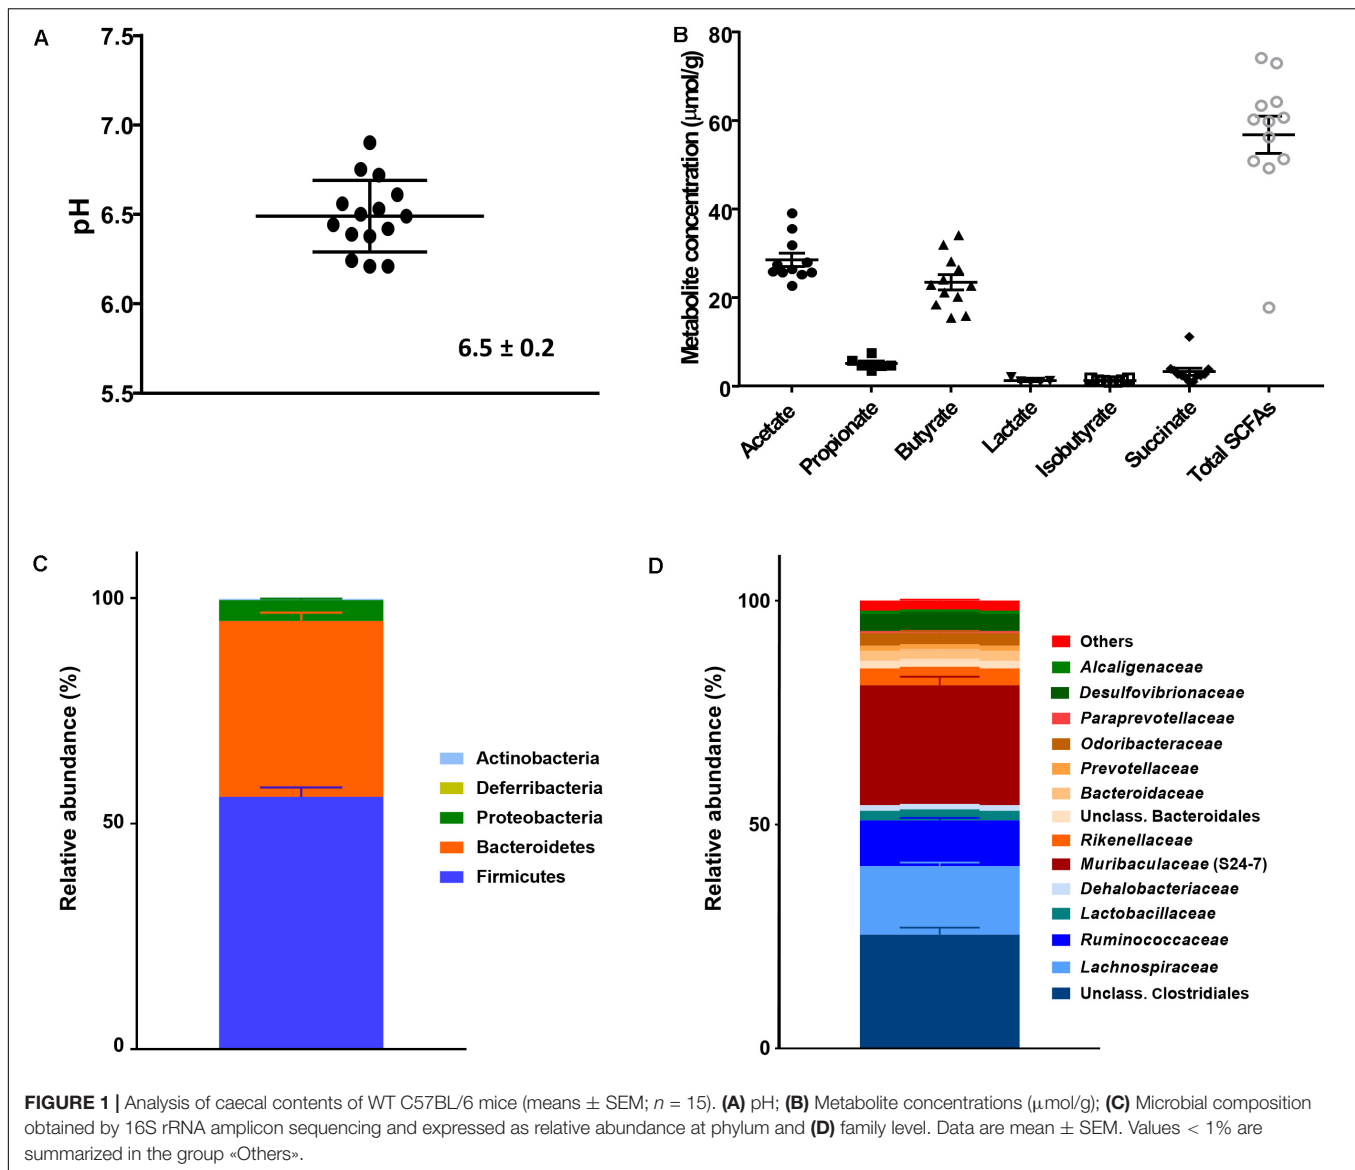 A
7.5
7.0
6.5
6.0
5.5
pH
6.5 ± 0.2
B
80
60
40
20
0
Metabolite concentration (μmol/g)
Acetate
Propionate
Butyrate
Lactate
Isobutyrate
Succinate
Total SCFAs
C
100
50
0
Relative abundance (%)
Actinobacteria
Deferribacteria
Proteobacteria
Bacteroidetes
Firmicutes
D
100
50
0
Relative abundance (%)
Others
Alcaligenaceae
Desulfovibrionaceae
Paraprevotellaceae
Odoribacteraceae
Prevotellaceae
Bacteroidaceae
Unclass. Bacteroidales
Rikenellaceae
Muribaculaceae (S24-7)
Dehalobacteriaceae
Lactobacillaceae
Ruminococcaceae
Lachnospiraceae
Unclass. Clostridiales
FIGURE 1 | Analysis of caecal contents of WT C57BL/6 mice (means ± SEM; n = 15). (A) pH; (B) Metabolite concentrations (μmol/g); (C) Microbial composition
obtained by 16S rRNA amplicon sequencing and expressed as relative abundance at phylum and (D) family level. Data are mean ± SEM. Values < 1% are
summarized in the group «Others».